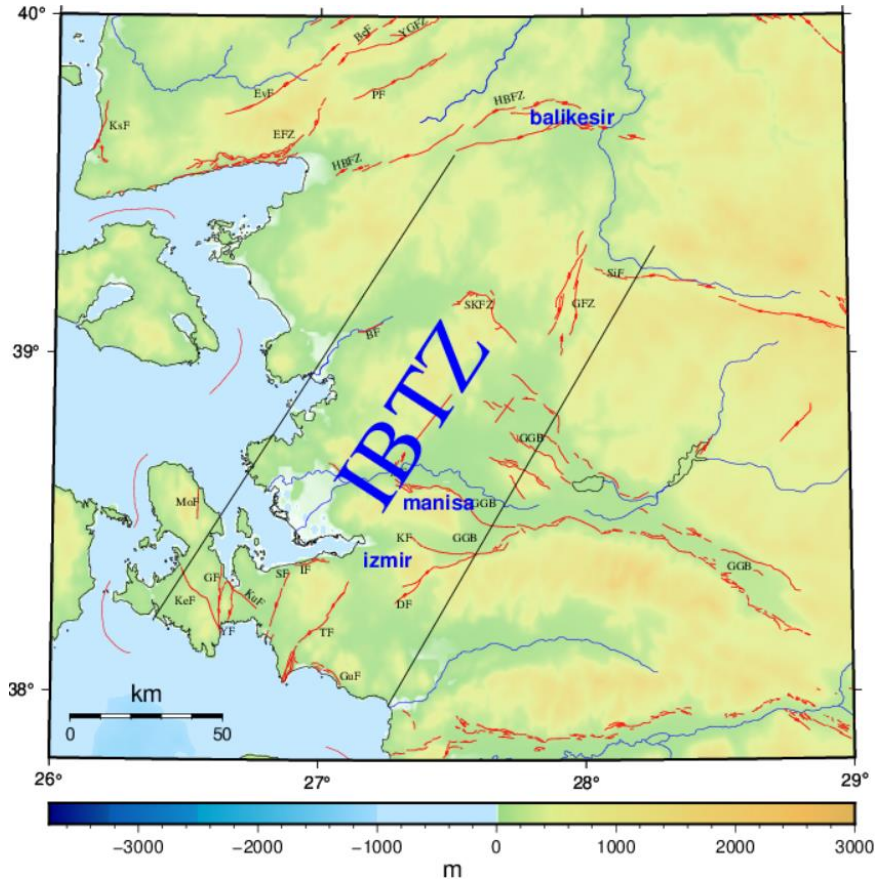 40°
BeF
YGFZ
EvF
PF
HBFZ
balikesir
KsF
EFZ
HBFZ
SiF
SKFZ
GFZ
BF
39°
IBTZ
GGB
manisa
GGB
MoF
KF
GGB
izmir
IF
SF
GF
KeF
KuF
GGB
DF
YF
TF
GuF
38°
km
0 50
26° 27° 28° 29°
−3000 −2000 −1000 0 1000 2000 3000
m